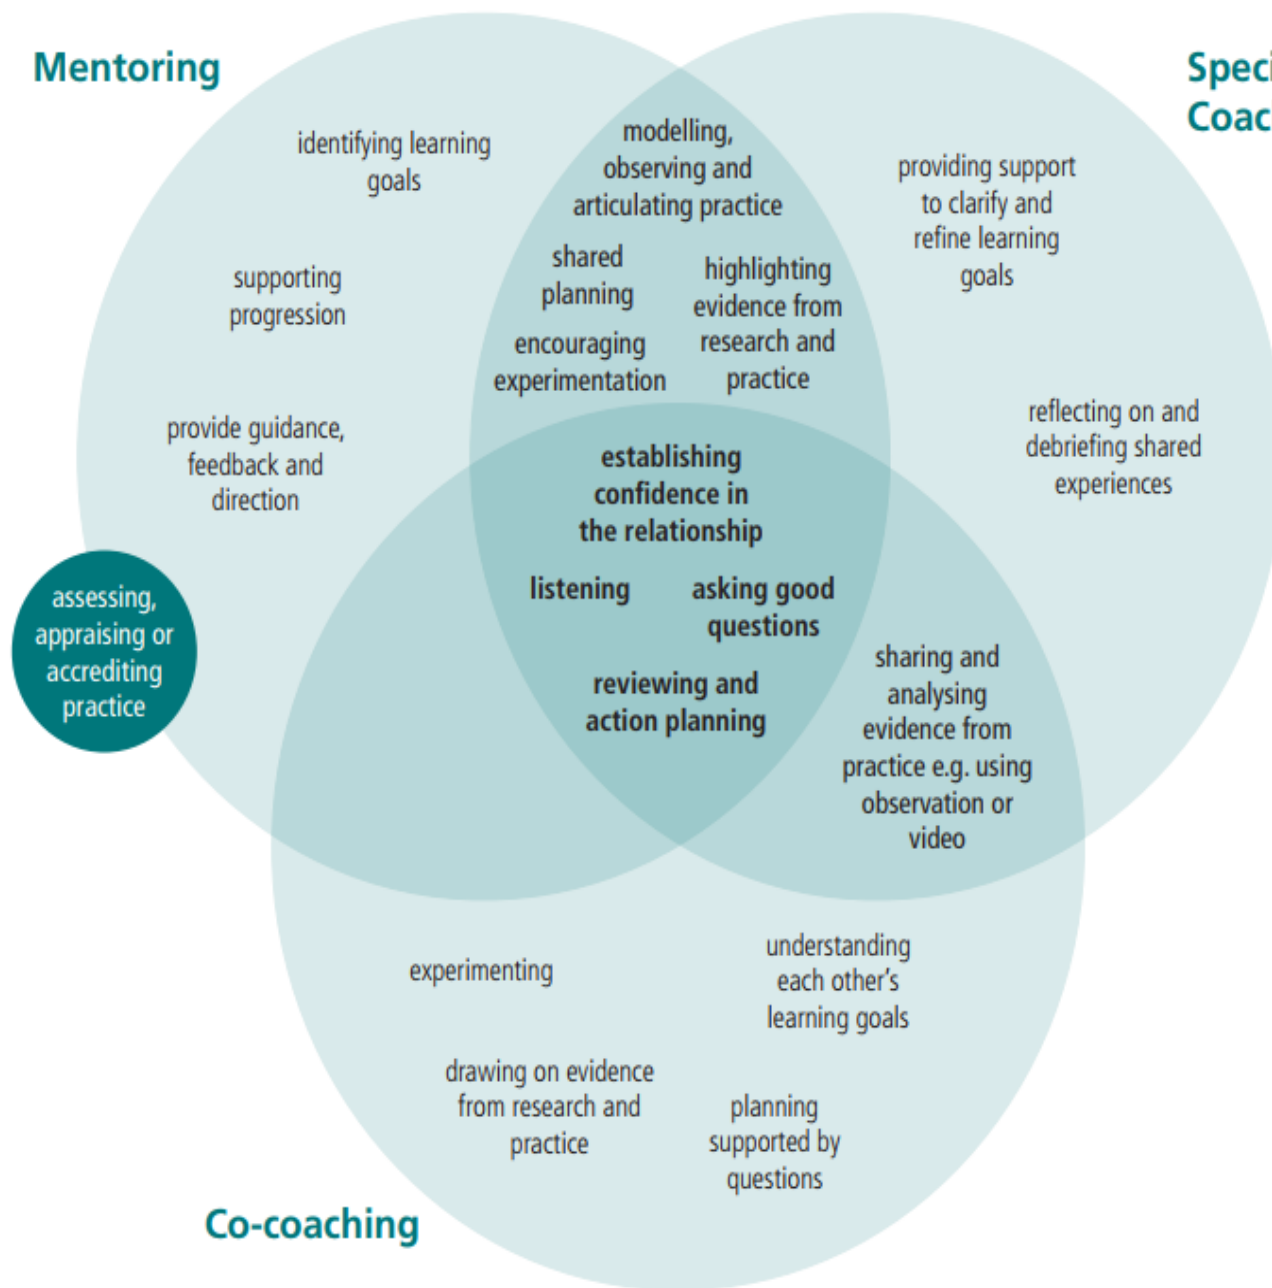 Mentoring
Speci
Coac
identifying learning
goals
supporting
progression
provide guidance,
feedback and
direction
assessing,
appraising or
accrediting
practice
modelling,
observing and
articulating practice
shared
planning
highlighting
evidence from
research and
practice
encouraging
experimentation
providing support
to clarify and
refine learning
goals
reflecting on and
debriefing shared
experiences
establishing
confidence in
the relationship
listening
asking good
questions
reviewing and
action planning
sharing and
analysing
evidence from
practice e.g. using
observation or
video
experimenting
understanding
each other’s
learning goals
drawing on evidence
from research and
practice
planning
supported by
questions
Co-coaching